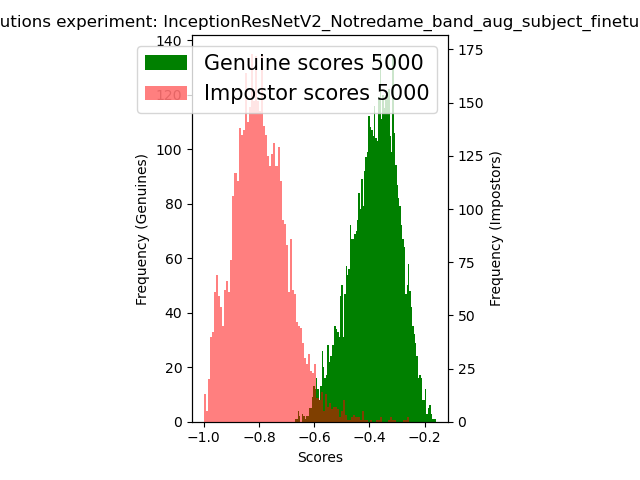 utions experiment: InceptionResNetV2_Notredame_band_aug_subject_finetu
Genuine scores 5000
Impostor scores 5000
Frequency (Genuines)
140
120
100
80
60
40
20
0
Frequency (Impostors)
175
150
125
100
75
50
25
0
−1.0 −0.8 −0.6 −0.4 −0.2
Scores